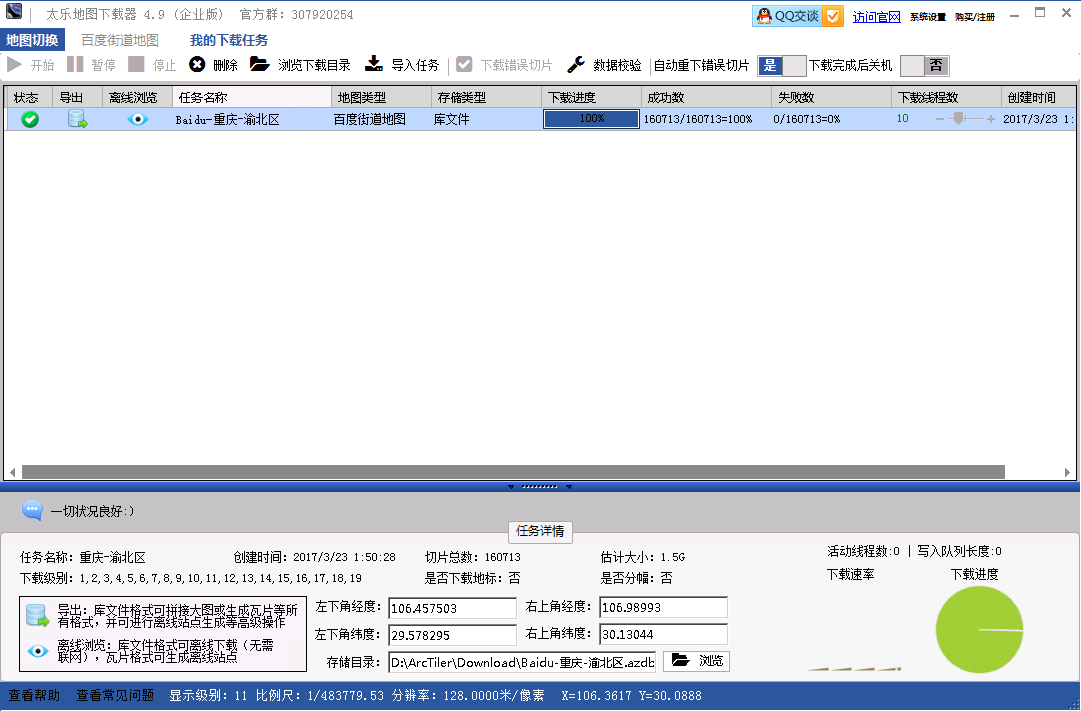 太乐地图下载器 4.9 (企业版) 官方群: 307920254 QQ交谈 访问官网 系统设置 购买/注册
地图切换 百度街道地图 我的下载任务
开始 暂停 停止 删除 浏览下载目录 导入任务 下载错误切片 数据校验 自动重下错误切片 是 下载完成后关机 否
状态 导出 离线浏览 任务名称 地图类型 存储类型 下载进度 成功数 失败数 下载线程数 创建时间
Baidu-重庆-渝北区 百度街道地图 库文件 100% 160713/160713=100% 0/160713=0% 10 2017/3/23 1:
一切状况良好:)
任务详情
任务名称: 重庆-渝北区 创建时间: 2017/3/23 1:50:28 切片总数: 160713 估计大小: 1.5G 活动线程数:0 | 写入队列长度:0
下载级别: 1,2,3,4,5,6,7,8,9,10,11,12,13,14,15,16,17,18,19 是否下载地标: 否 是否分幅: 否 下载速率 下载进度
导出: 库文件格式可拼接大图或生成瓦片等所
有格式，并可进行离线站点生成等高级操作
离线浏览: 库文件格式可离线下载（无需
联网），瓦片格式可生成离线站点
左下角经度: 106.457503 右上角经度: 106.98993
左下角纬度: 29.578295 右上角纬度: 30.13044
存储目录: D:\ArcTiler\Download\Baidu-重庆-渝北区.azdb 浏览
查看帮助 查看常见问题 显示级别: 11 比例尺: 1/483779.53 分辨率: 128.0000米/像素 X=106.3617 Y=30.0888